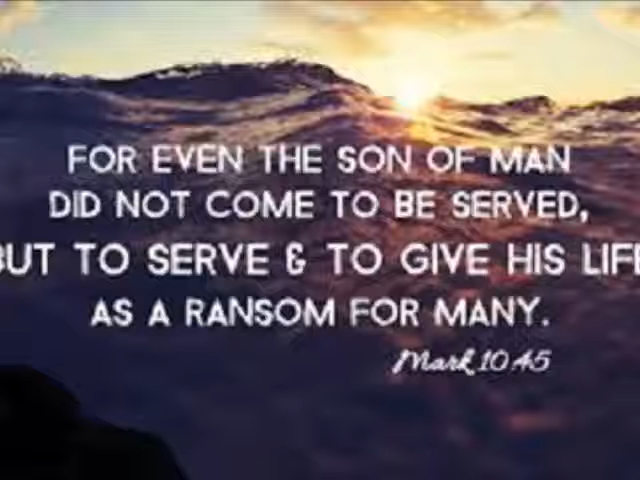 FOR EVEN THE SON OF MAN
DID NOT COME TO BE SERVED,
BUT TO SERVE & TO GIVE HIS LIFE
AS A RANSOM FOR MANY.
Mark 10:45